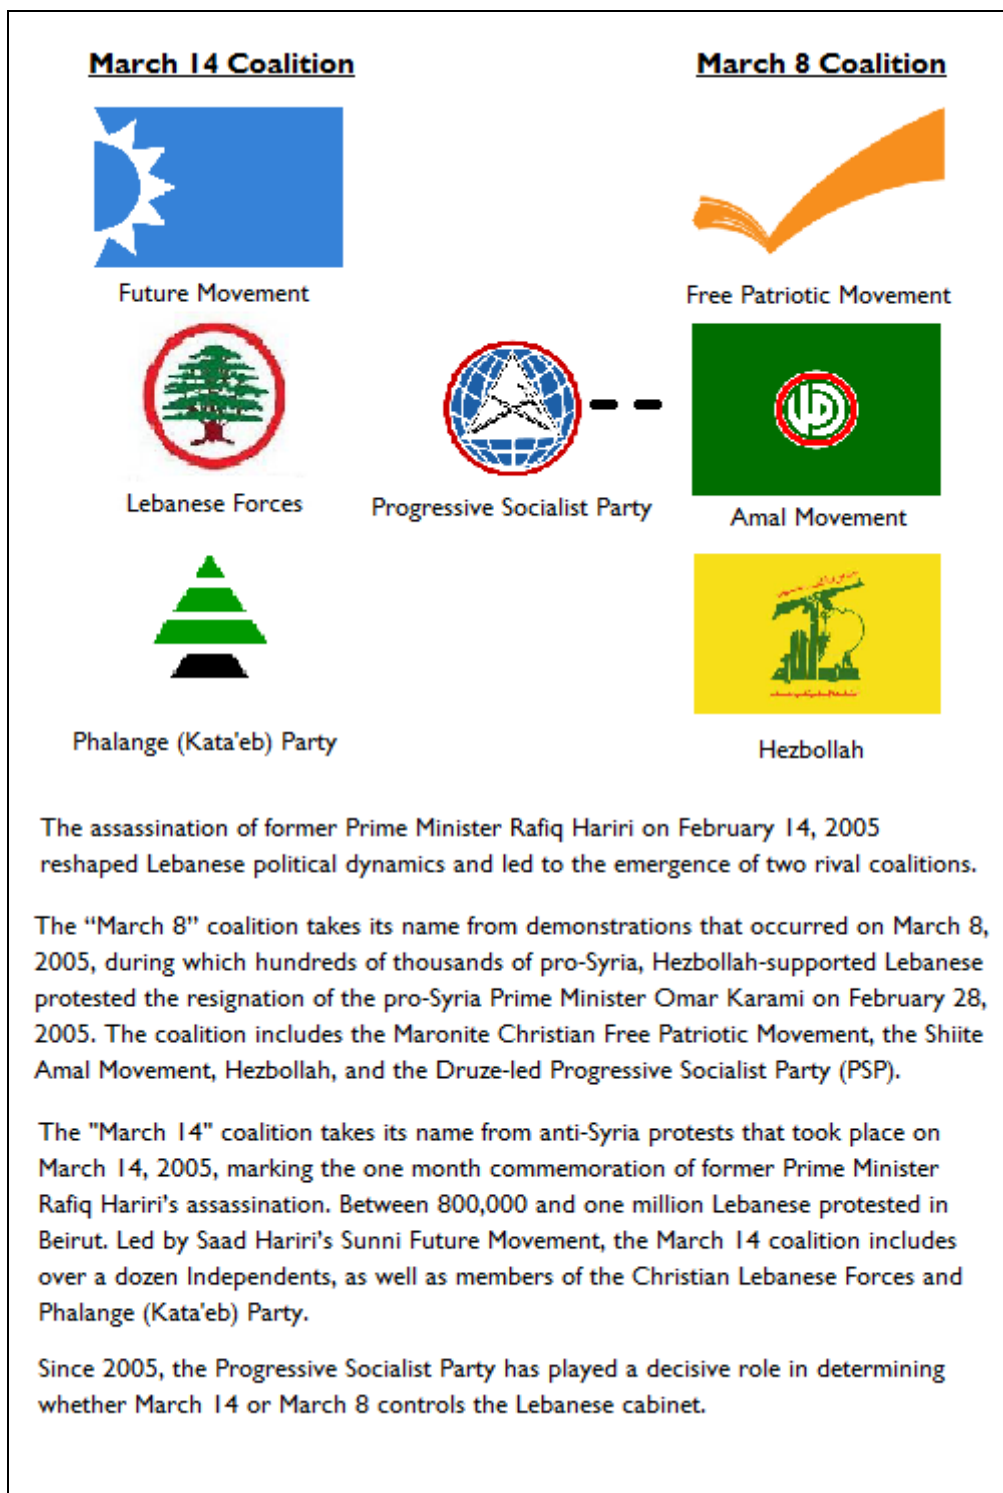 March 14 Coalition
March 8 Coalition
Future Movement
Free Patriotic Movement
Lebanese Forces
Progressive Socialist Party
Amal Movement
Phalange (Kata'eb) Party
Hezbollah
The assassination of former Prime Minister Rafiq Hariri on February 14, 2005
reshaped Lebanese political dynamics and led to the emergence of two rival coalitions.
The “March 8” coalition takes its name from demonstrations that occurred on March 8,
2005, during which hundreds of thousands of pro-Syria, Hezbollah-supported Lebanese
protested the resignation of the pro-Syria Prime Minister Omar Karami on February 28,
2005. The coalition includes the Maronite Christian Free Patriotic Movement, the Shiite
Amal Movement, Hezbollah, and the Druze-led Progressive Socialist Party (PSP).
The "March 14" coalition takes its name from anti-Syria protests that took place on
March 14, 2005, marking the one month commemoration of former Prime Minister
Rafiq Hariri’s assassination. Between 800,000 and one million Lebanese protested in
Beirut. Led by Saad Hariri’s Sunni Future Movement, the March 14 coalition includes
over a dozen Independents, as well as members of the Christian Lebanese Forces and
Phalange (Kata'eb) Party.
Since 2005, the Progressive Socialist Party has played a decisive role in determining
whether March 14 or March 8 controls the Lebanese cabinet.